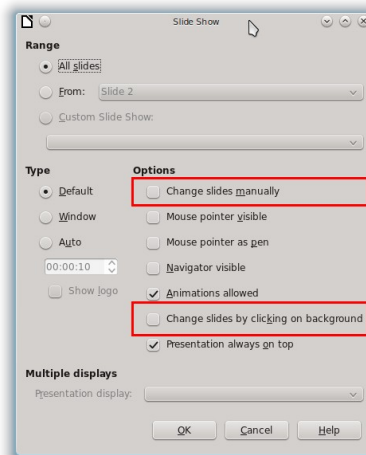 Slide Show
Range
All slides
From: Slide 2
Custom Slide Show:
Type
Options
Default
Change slides manually
Window
Mouse pointer visible
Auto
Mouse pointer as pen
00:00:10
Navigator visible
Show logo
Animations allowed
Change slides by clicking on background
Presentation always on top
Multiple displays
Presentation display:
OK Cancel Help